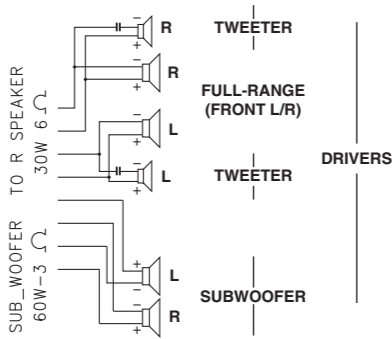 TO R SPEAKER
30W 6 Ω
SUB_WOOFER
60W-3 Ω
− R
+
− R
+
+ L
−
− L
+
+ L
−
− R
+
TWEETER
FULL-RANGE
(FRONT L/R)
TWEETER
SUBWOOFER
DRIVERS